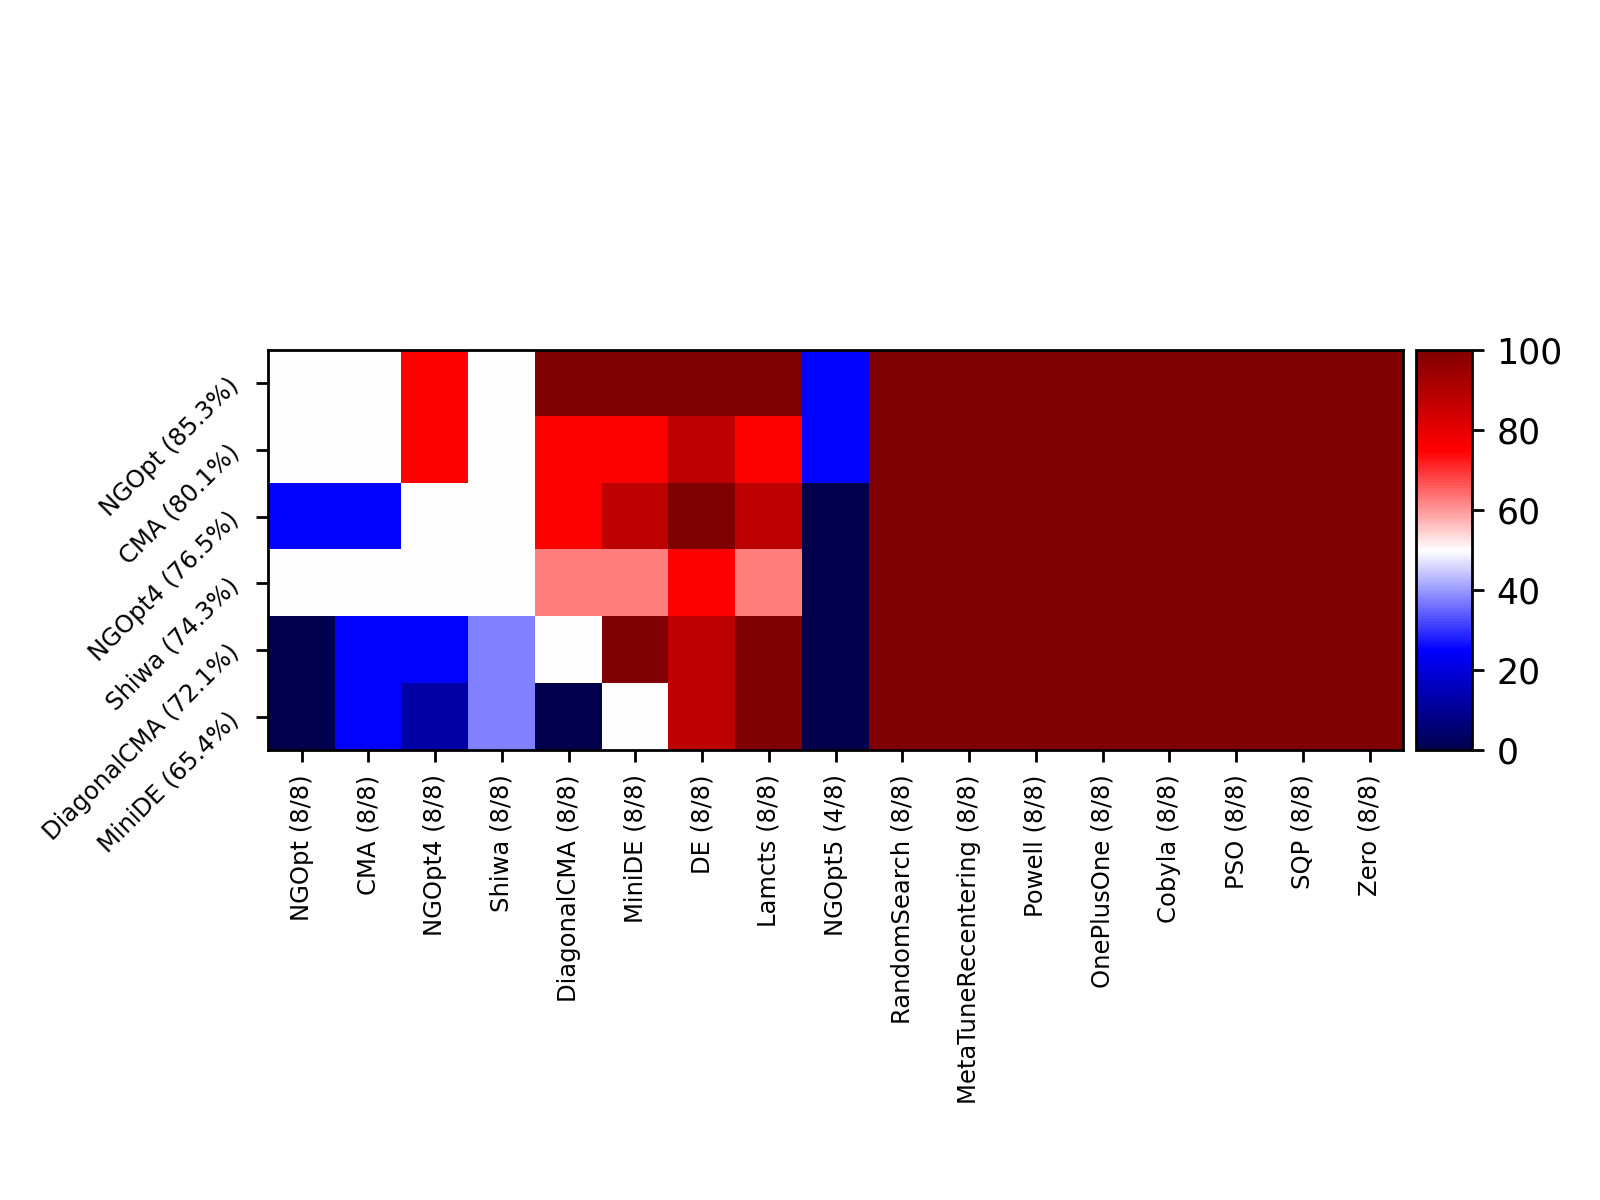 NGOpt (85.3%)
CMA (80.1%)
NGOpt4 (76.5%)
Shiwa (74.3%)
DiagonalCMA (72.1%)
MiniDE (65.4%)
NGOpt (8/8)
CMA (8/8)
NGOpt4 (8/8)
Shiwa (8/8)
DiagonalCMA (8/8)
MiniDE (8/8)
DE (8/8)
Lamcts (8/8)
NGOpt5 (4/8)
RandomSearch (8/8)
MetaTuneRecentering (8/8)
Powell (8/8)
OnePlusOne (8/8)
Cobyla (8/8)
PSO (8/8)
SQP (8/8)
Zero (8/8)
100
80
60
40
20
0